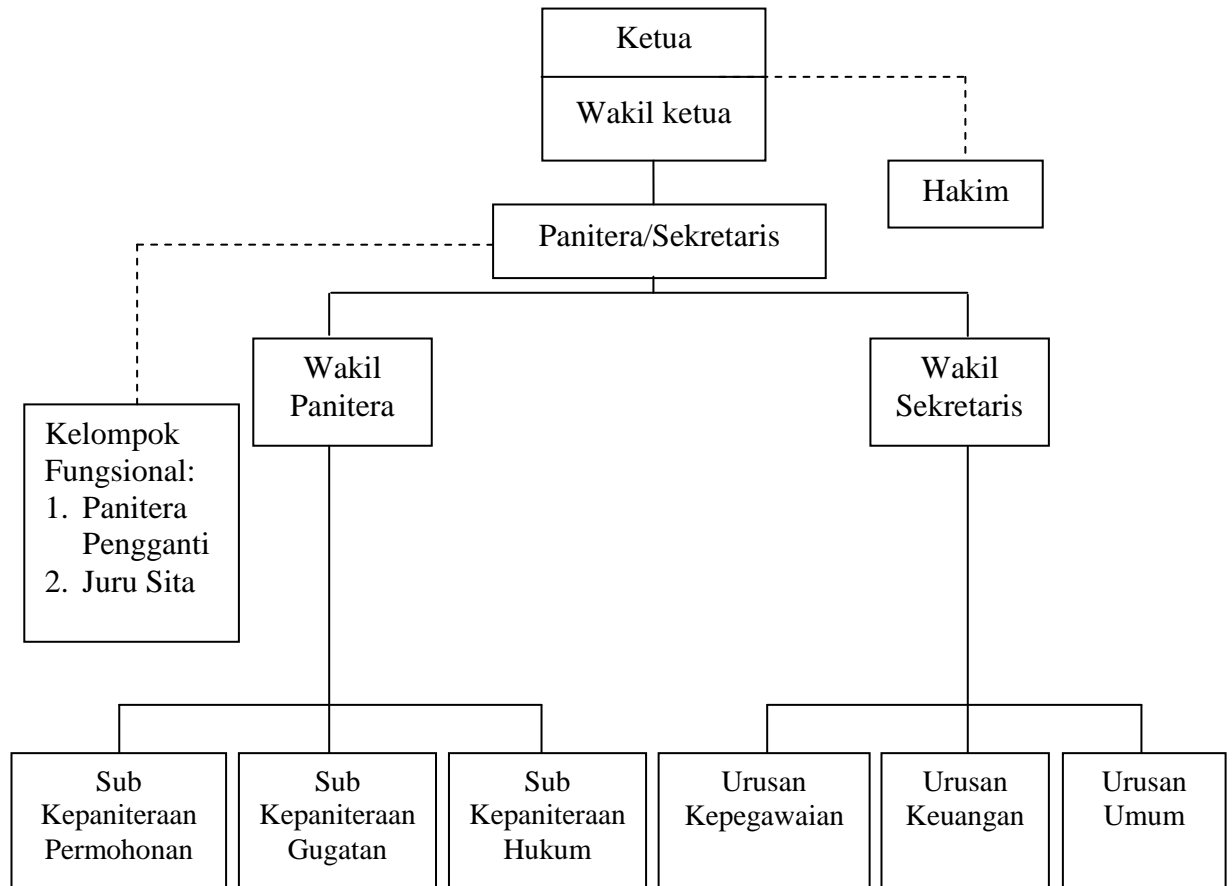 Ketua
Wakil ketua
Hakim
Panitera/Sekretaris
Wakil
Panitera
Wakil
Sekretaris
Kelompok
Fungsional:
1. Panitera
Pengganti
2. Juru Sita
Sub
Kepaniteraan
Permohonan
Sub
Kepaniteraan
Gugatan
Sub
Kepaniteraan
Hukum
Urusan
Kepegawaian
Urusan
Keuangan
Urusan
Umum